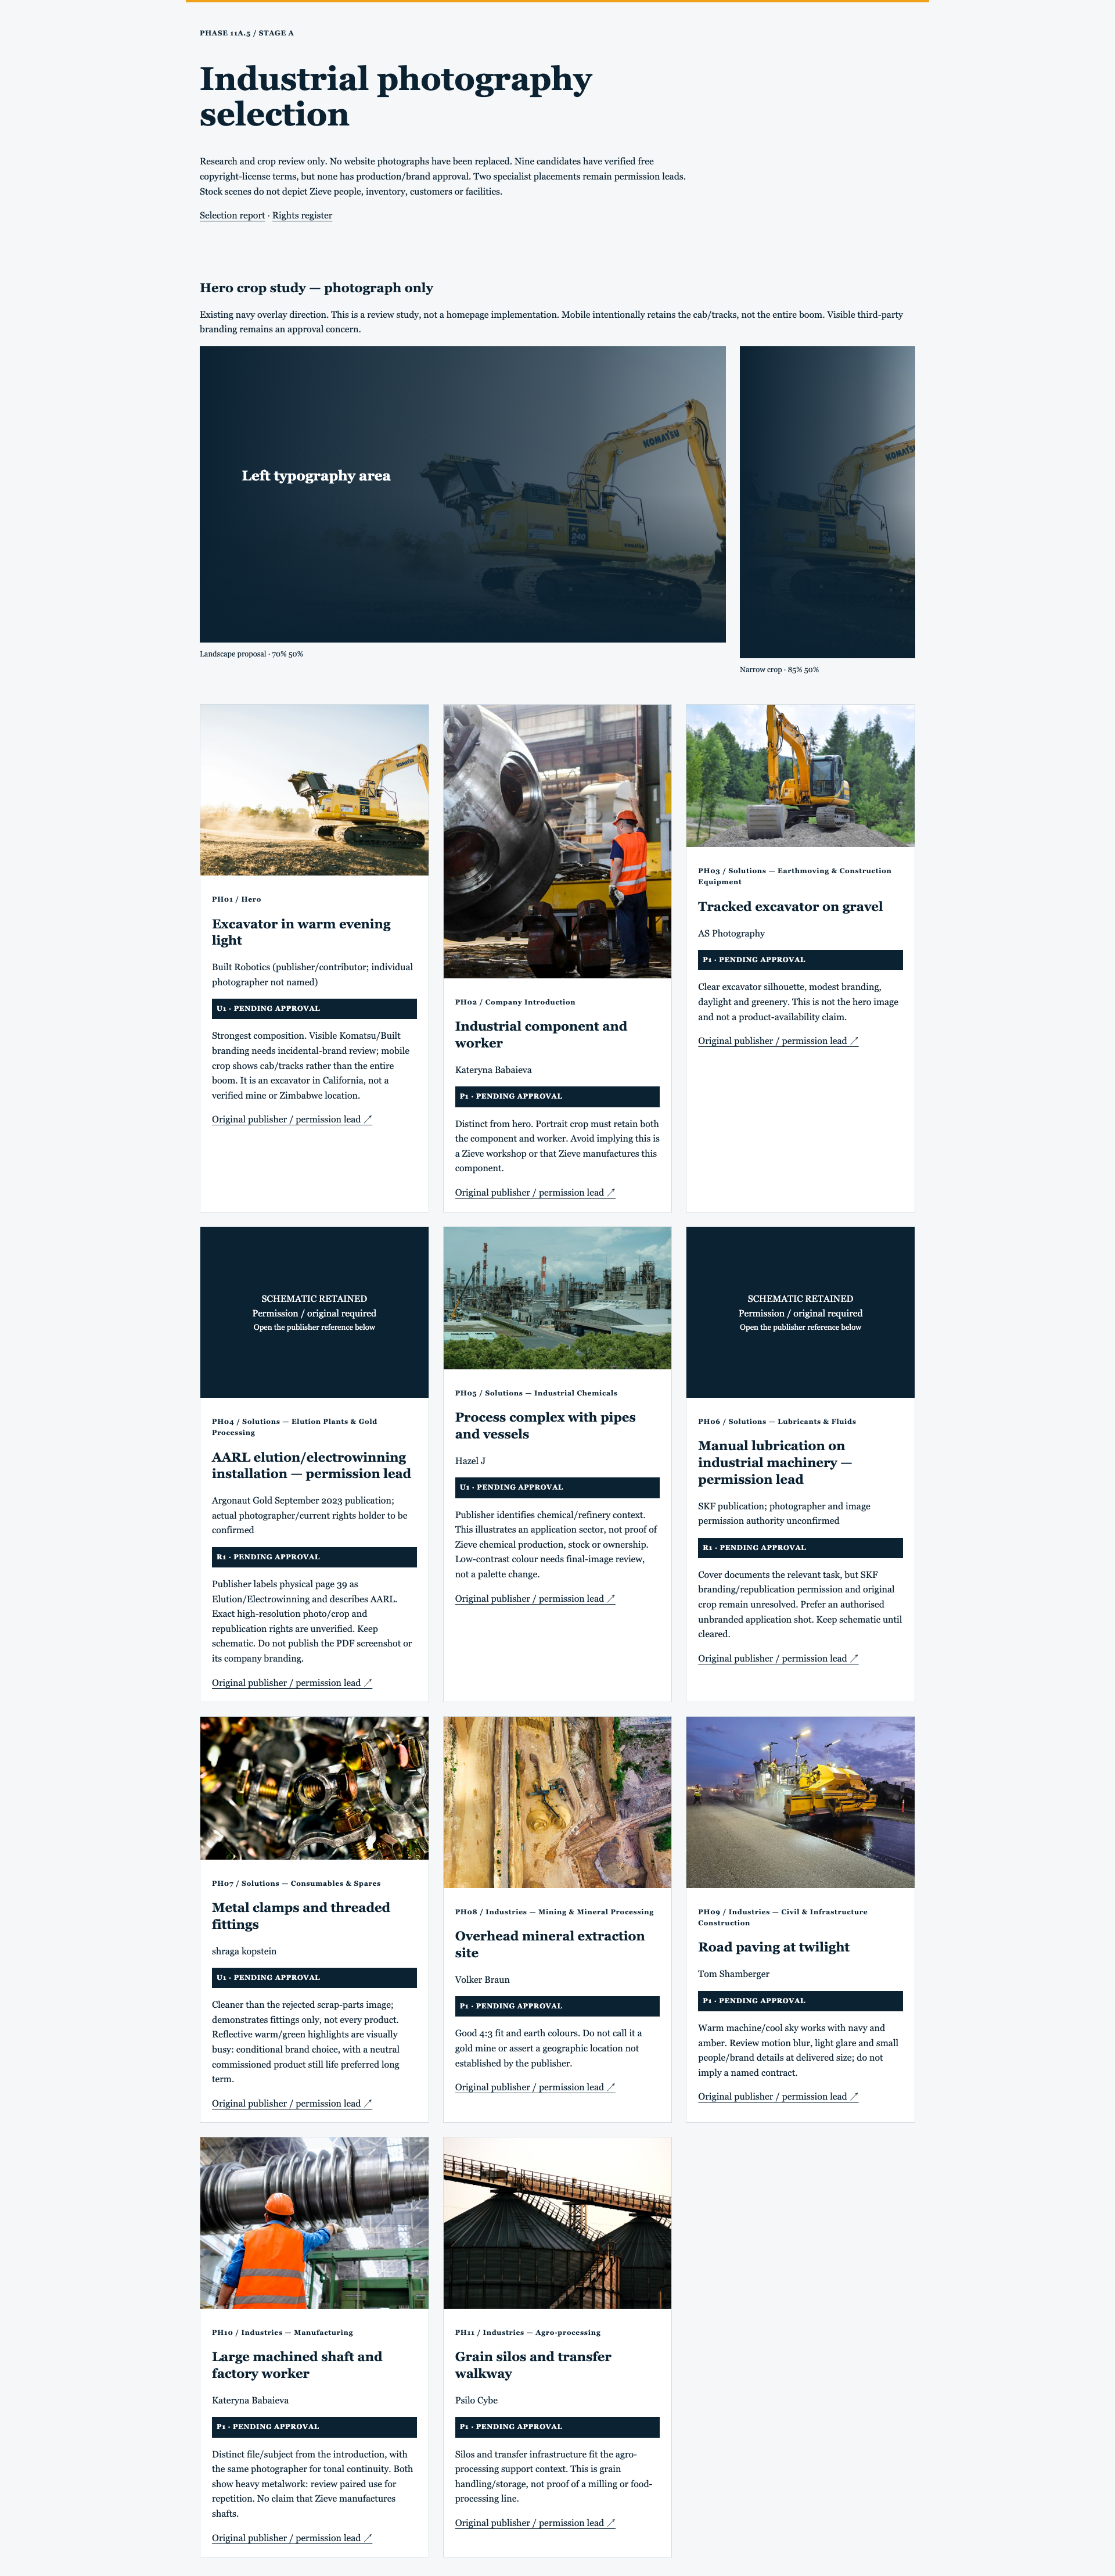 PHASE 11A.5 / STAGE A
Industrial photography
selection
Research and crop review only. No website photographs have been replaced. Nine candidates have verified free
copyright-license terms, but none has production/brand approval. Two specialist placements remain permission leads.
Stock scenes do not depict Zieve people, inventory, customers or facilities.
Selection report · Rights register
Hero crop study — photograph only
Existing navy overlay direction. This is a review study, not a homepage implementation. Mobile intentionally retains the cab/tracks, not the entire boom. Visible third-party
branding remains an approval concern.
Left typography area
KOMATSU
240
KOMATSU
240
Landscape proposal · 70% 50%
Narrow crop · 85% 50%
PH01 / Hero
Excavator in warm evening
light
Built Robotics (publisher/contributor; individual
photographer not named)
U1 · PENDING APPROVAL
Strongest composition. Visible Komatsu/Built
branding needs incidental-brand review; mobile
crop shows cab/tracks rather than the entire
boom. It is an excavator in California, not a
verified mine or Zimbabwe location.
Original publisher / permission lead ↗
PH02 / Company Introduction
Industrial component and
worker
Kateryna Babaieva
P1 · PENDING APPROVAL
Distinct from hero. Portrait crop must retain both
the component and worker. Avoid implying this is
a Zieve workshop or that Zieve manufactures this
component.
Original publisher / permission lead ↗
PH03 / Solutions — Earthmoving & Construction
Equipment
Tracked excavator on gravel
AS Photography
P1 · PENDING APPROVAL
Clear excavator silhouette, modest branding,
daylight and greenery. This is not the hero image
and not a product-availability claim.
Original publisher / permission lead ↗
SCHEMATIC RETAINED
Permission / original required
Open the publisher reference below
PH04 / Solutions — Elution Plants & Gold
Processing
AARL elution/electrowinning
installation — permission lead
Argonaut Gold September 2023 publication;
actual photographer/current rights holder to be
confirmed
R1 · PENDING APPROVAL
Publisher labels physical page 39 as
Elution/Electrowinning and describes AARL.
Exact high-resolution photo/crop and
republication rights are unverified. Keep
schematic. Do not publish the PDF screenshot or
its company branding.
Original publisher / permission lead ↗
PH05 / Solutions — Industrial Chemicals
Process complex with pipes
and vessels
Hazel J
U1 · PENDING APPROVAL
Publisher identifies chemical/refinery context.
This illustrates an application sector, not proof of
Zieve chemical production, stock or ownership.
Low-contrast colour needs final-image review,
not a palette change.
Original publisher / permission lead ↗
SCHEMATIC RETAINED
Permission / original required
Open the publisher reference below
PH06 / Solutions — Lubricants & Fluids
Manual lubrication on
industrial machinery —
permission lead
SKF publication; photographer and image
permission authority unconfirmed
R1 · PENDING APPROVAL
Cover documents the relevant task, but SKF
branding/republication permission and original
crop remain unresolved. Prefer an authorised
unbranded application shot. Keep schematic until
cleared.
Original publisher / permission lead ↗
PH07 / Solutions — Consumables & Spares
Metal clamps and threaded
fittings
shraga kopstein
U1 · PENDING APPROVAL
Cleaner than the rejected scrap-parts image;
demonstrates fittings only, not every product.
Reflective warm/green highlights are visually
busy: conditional brand choice, with a neutral
commissioned product still life preferred long
term.
Original publisher / permission lead ↗
PH08 / Industries — Mining & Mineral Processing
Overhead mineral extraction
site
Volker Braun
P1 · PENDING APPROVAL
Good 4:3 fit and earth colours. Do not call it a
gold mine or assert a geographic location not
established by the publisher.
Original publisher / permission lead ↗
PH09 / Industries — Civil & Infrastructure
Construction
Road paving at twilight
Tom Shamberger
P1 · PENDING APPROVAL
Warm machine/cool sky works with navy and
amber. Review motion blur, light glare and small
people/brand details at delivered size; do not
imply a named contract.
Original publisher / permission lead ↗
PH10 / Industries — Manufacturing
Large machined shaft and
factory worker
Kateryna Babaieva
P1 · PENDING APPROVAL
Distinct file/subject from the introduction, with
the same photographer for tonal continuity. Both
show heavy metalwork: review paired use for
repetition. No claim that Zieve manufactures
shafts.
Original publisher / permission lead ↗
PH11 / Industries — Agro-processing
Grain silos and transfer
walkway
Psilo Cybe
P1 · PENDING APPROVAL
Silos and transfer infrastructure fit the agro-
processing support context. This is grain
handling/storage, not proof of a milling or food-
processing line.
Original publisher / permission lead ↗